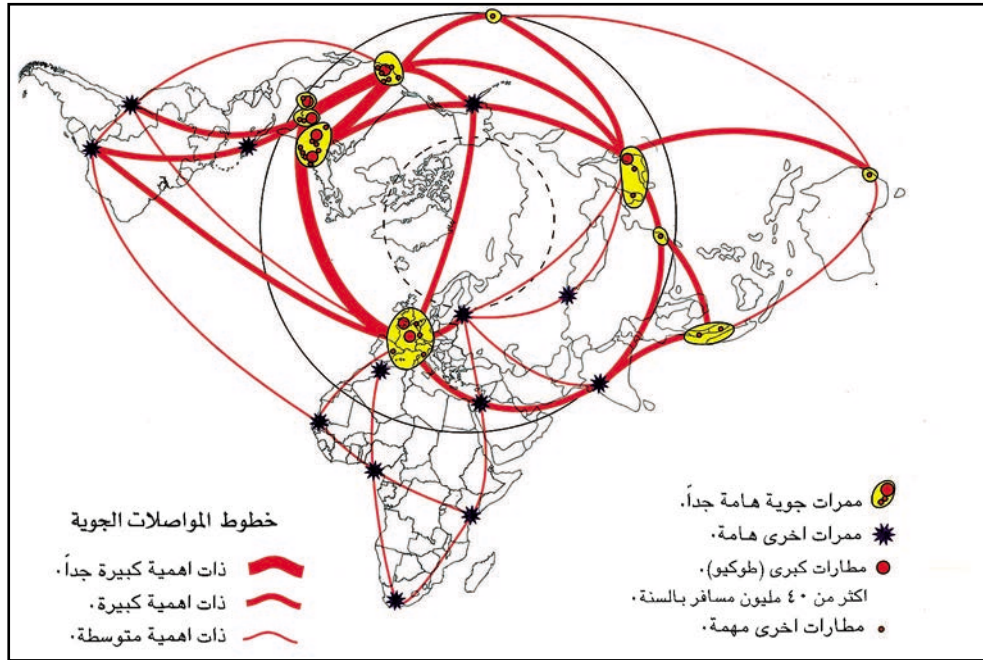 ممرات جوية هامة جداً.
ممرات اخرى هامة.
مطارات كبرى (طوكيو).
اكثر من ٤٠ مليون مسافر بالسنة.
مطارات اخرى مهمة.
خطوط المواصلات الجوية
ذات اهمية كبيرة جداً.
ذات اهمية كبيرة.
ذات اهمية متوسطة.